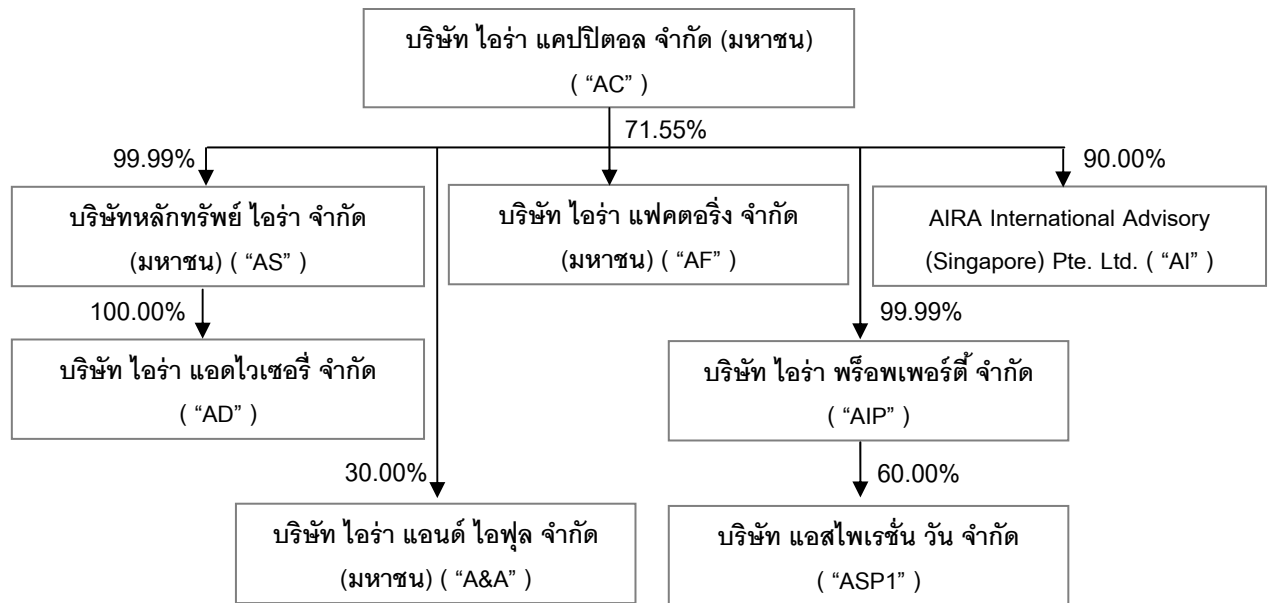 บริษัท ไอร่า แคปปิตอล จำกัด (มหาชน)
( “AC” )
71.55%
99.99%
90.00%
บริษัทหลักทรัพย์ ไอร่า จำกัด
(มหาชน) ( “AS” )
บริษัท ไอร่า แฟคตอริ่ง จำกัด
(มหาชน) ( “AF” )
AIRA International Advisory
(Singapore) Pte. Ltd. ( “AI” )
100.00%
99.99%
บริษัท ไอร่า แอดไวเซอรี่ จำกัด
( “AD” )
บริษัท ไอร่า พร็อพเพอร์ตี้ จำกัด
( “AIP” )
30.00%
60.00%
บริษัท ไอร่า แอนด์ ไอฟุล จำกัด
(มหาชน) ( “A&A” )
บริษัท แอสไพเรชั่น วัน จำกัด
( “ASP1” )